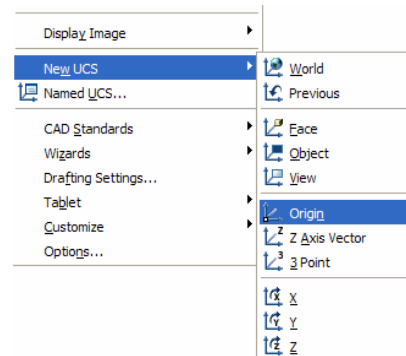 Display Image
New UCS
Named UCS...
CAD Standards
Wizards
Drafting Settings...
Tablet
Customize
Options...
World
Previous
Face
Object
View
Origin
Z Axis Vector
3 Point
X
Y
Z